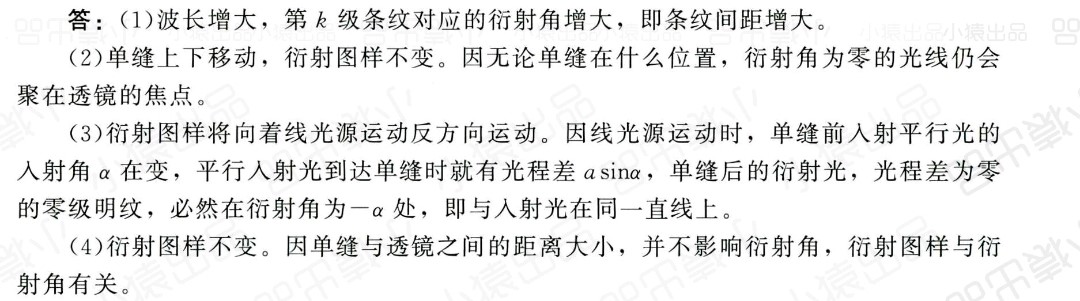 答：(1)波长增大，第 k 级条纹对应的衍射角增大，即条纹间距增大。
(2)单缝上下移动，衍射图样不变。因无论单缝在什么位置，衍射角为零的光线仍会
聚在透镜的焦点。
(3)衍射图样将向着线光源运动反方向运动。因线光源运动时，单缝前入射平行光的
入射角 α 在变，平行入射光到达单缝时就有光程差 a sinα，单缝后的衍射光，光程差为零
的零级明纹，必然在衍射角为－α 处，即与入射光在同一直线上。
(4)衍射图样不变。因单缝与透镜之间的距离大小，并不影响衍射角，衍射图样与衍
射角有关。
小猿出品